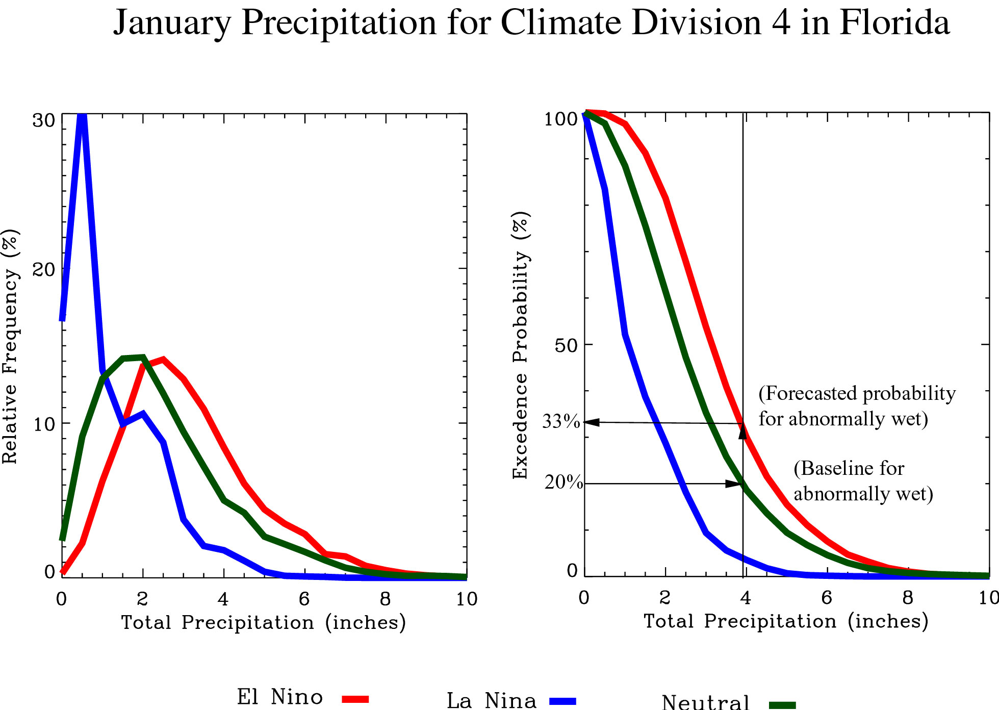 January Precipitation for Climate Division 4 in Florida
30
20
10
0
Relative Frequency (%)
0 2 4 6 8 10
Total Precipitation (inches)
100
50
33%
20%
0
Excedence Probability (%)
(Forecasted probability
for abnormally wet)
(Baseline for
abnormally wet)
0 2 4 6 8 10
Total Precipitation (inches)
El Nino
La Nina
Neutral